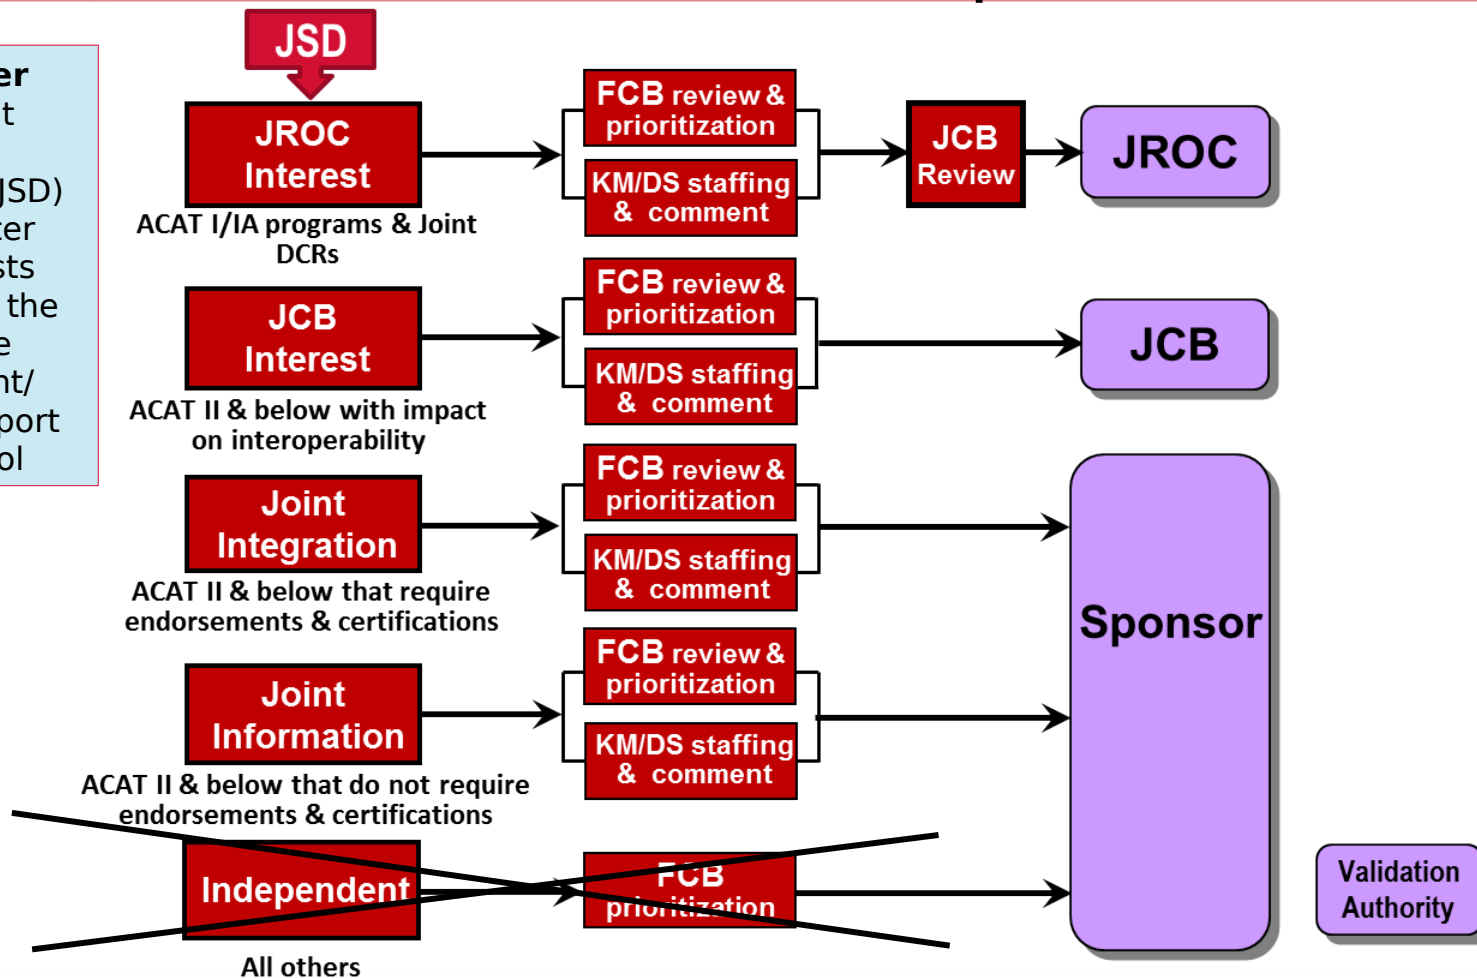 er
t
JSD)
ter
sts
the
e
nt/
port
ol
JSD
JROC
Interest
ACAT I/IA programs & Joint
DCRs
FCB review &
prioritization
KM/DS staffing
& comment
JCB
Review
JROC
JCB
Interest
ACAT II & below with impact
on interoperability
FCB review &
prioritization
KM/DS staffing
& comment
JCB
Joint
Integration
ACAT II & below that require
endorsements & certifications
FCB review &
prioritization
KM/DS staffing
& comment
Joint
Information
ACAT II & below that do not require
endorsements & certifications
FCB review &
prioritization
KM/DS staffing
& comment
Sponsor
Independent
All others
FCB
prioritization
Validation
Authority